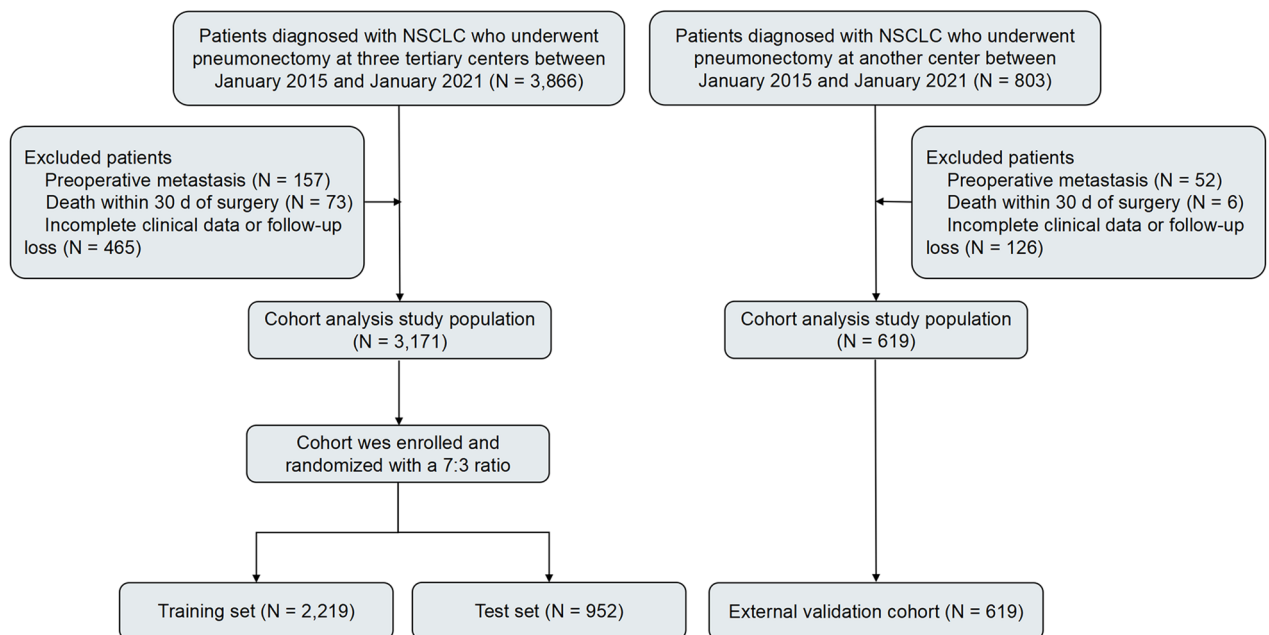 Patients diagnosed with NSCLC who underwent
pneumonectomy at three tertiary centers between
January 2015 and January 2021 (N = 3,866)
Patients diagnosed with NSCLC who underwent
pneumonectomy at another center between
January 2015 and January 2021 (N = 803)
Excluded patients
Preoperative metastasis (N = 157)
Death within 30 d of surgery (N = 73)
Incomplete clinical data or follow-up
loss (N = 465)
Excluded patients
Preoperative metastasis (N = 52)
Death within 30 d of surgery (N = 6)
Incomplete clinical data or follow-up
loss (N = 126)
Cohort analysis study population
(N = 3,171)
Cohort analysis study population
(N = 619)
Cohort wes enrolled and
randomized with a 7:3 ratio
Training set (N = 2,219)
Test set (N = 952)
External validation cohort (N = 619)